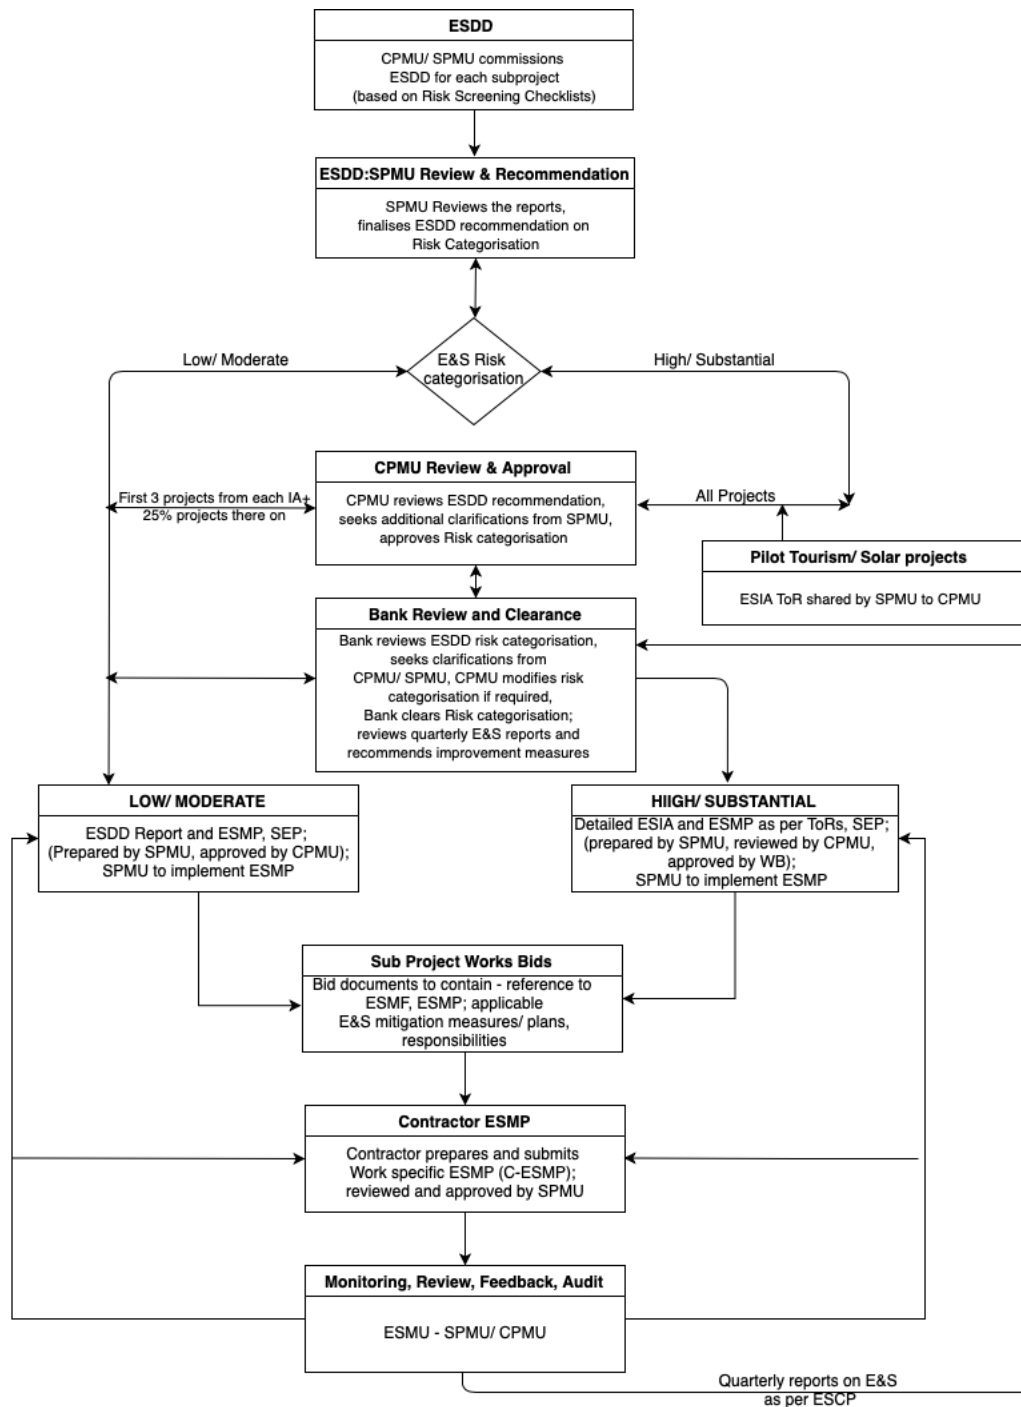 ESDD
CPMU/ SPMU commissions
ESDD for each subproject
(based on Risk Screening Checklists)
ESDD:SPMU Review & Recommendation
SPMU Reviews the reports,
finalises ESDD recommendation on
Risk Categorisation
Low/ Moderate
E&S Risk
categorisation
High/ Substantial
First 3 projects from each IA+
25% projects there on
CPMU Review & Approval
CPMU reviews ESDD recommendation,
seeks additional clarifications from SPMU,
approves Risk categorisation
All Projects
Pilot Tourism/ Solar projects
ESIA ToR shared by SPMU to CPMU
Bank Review and Clearance
Bank reviews ESDD risk categorisation,
seeks clarifications from
CPMU/ SPMU, CPMU modifies risk
categorisation if required,
Bank clears Risk categorisation;
reviews quarterly E&S reports and
recommends improvement measures
LOW/ MODERATE
ESDD Report and ESMP, SEP;
(Prepared by SPMU, approved by CPMU);
SPMU to implement ESMP
HIIGH/ SUBSTANTIAL
Detailed ESIA and ESMP as per ToRs, SEP;
(prepared by SPMU, reviewed by CPMU,
approved by WB);
SPMU to implement ESMP
Sub Project Works Bids
Bid documents to contain - reference to
ESMF, ESMP; applicable
E&S mitigation measures/ plans,
responsibilities
Contractor ESMP
Contractor prepares and submits
Work specific ESMP (C-ESMP);
reviewed and approved by SPMU
Monitoring, Review, Feedback, Audit
ESMU - SPMU/ CPMU
Quarterly reports on E&S
as per ESCP